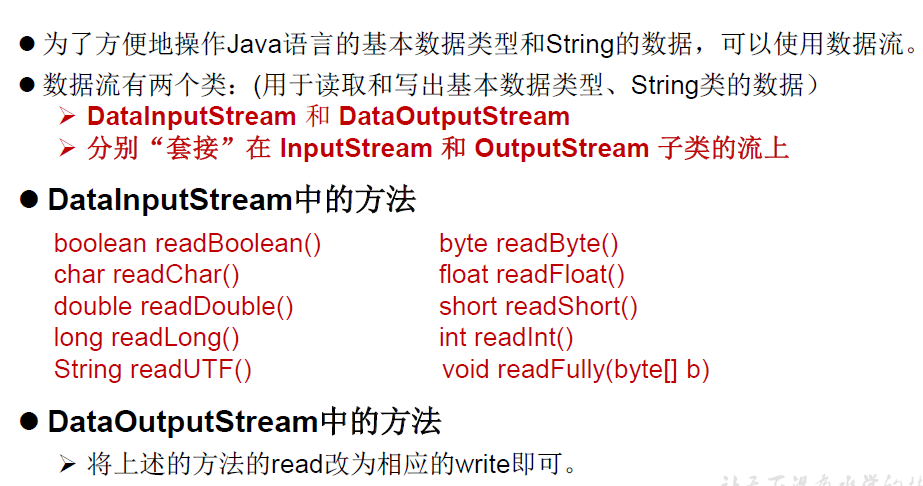 ● 为了方便地操作Java语言的基本数据类型和String的数据，可以使用数据流。
● 数据流有两个类：(用于读取和写出基本数据类型、String类的数据）
➢ DataInputStream 和 DataOutputStream
➢ 分别“套接”在 InputStream 和 OutputStream 子类的流上
● DataInputStream中的方法
boolean readBoolean() byte readByte()
char readChar() float readFloat()
double readDouble() short readShort()
long readLong() int readInt()
String readUTF() void readFully(byte[] b)
● DataOutputStream中的方法
➢ 将上述的方法的read改为相应的write即可。